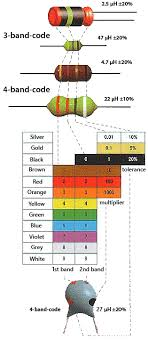 2.5 µH ±20%
3-band-code
47 µH ±20%
4.7 µH ±20%
4-band-code
22 µH ±10%
Silver 0.01 10%
Gold 0.1 5%
Black 0 1 20%
Brown 1 1 10 tolerance
Red 2 2 100
Orange 3 3 1000
Yellow 4 4 multiplier
Green 5 5
Blue 6 6
Violet 7 7
Grey 8 8
White 9 9
1st band 2nd band
4-band-code
27 µH ±20%